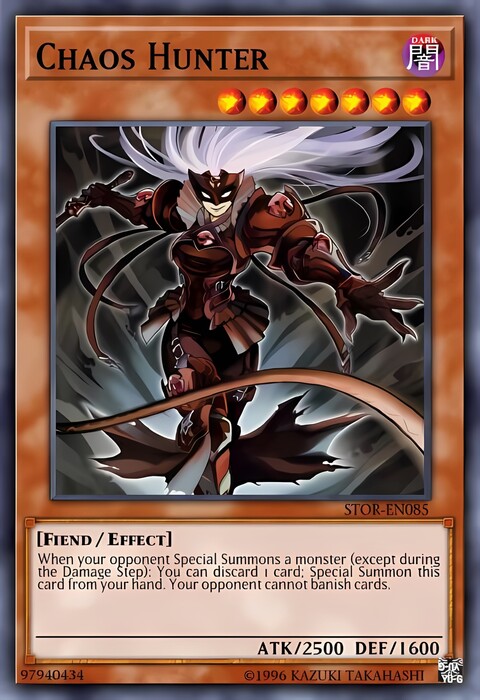 Chaos Hunter
DARK
闇
STOR-EN085
[Fiend / Effect]
When your opponent Special Summons a monster (except during
the Damage Step): You can discard 1 card; Special Summon this
card from your hand. Your opponent cannot banish cards.
ATK/2500 DEF/1600
97940434
©1996 KAZUKI TAKAHASHI